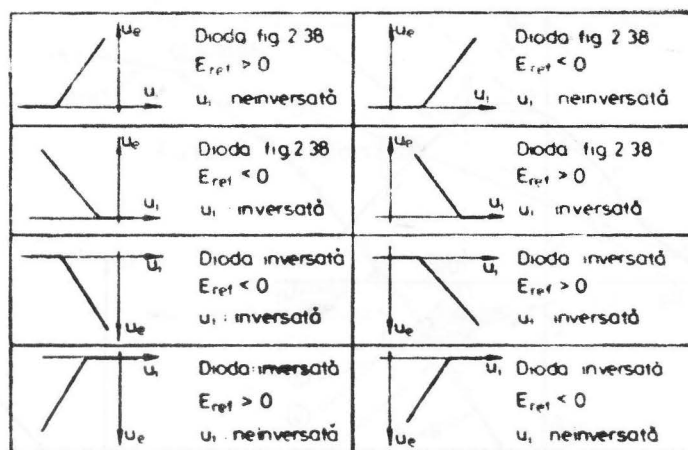 u_e
u_i
Dioda fig. 2.38
E_ref > 0
u_i neinversată
u_e
u_i
Dioda fig 2.38
E_ref < 0
u_i neinversată
u_e
u_i
Dioda fig. 2.38
E_ref < 0
u_i inversată
u_e
u_i
Dioda fig 2.38
E_ref > 0
u_i inversată
u_i
u_e
Dioda inversată
E_ref < 0
u_i : inversată
u_i
u_e
Dioda inversată
E_ref > 0
u_i inversată
u_i
u_e
Dioda inversată
E_ref > 0
u_i : neinversată
u_i
u_e
Dioda inversată
E_ref < 0
u_i neinversată